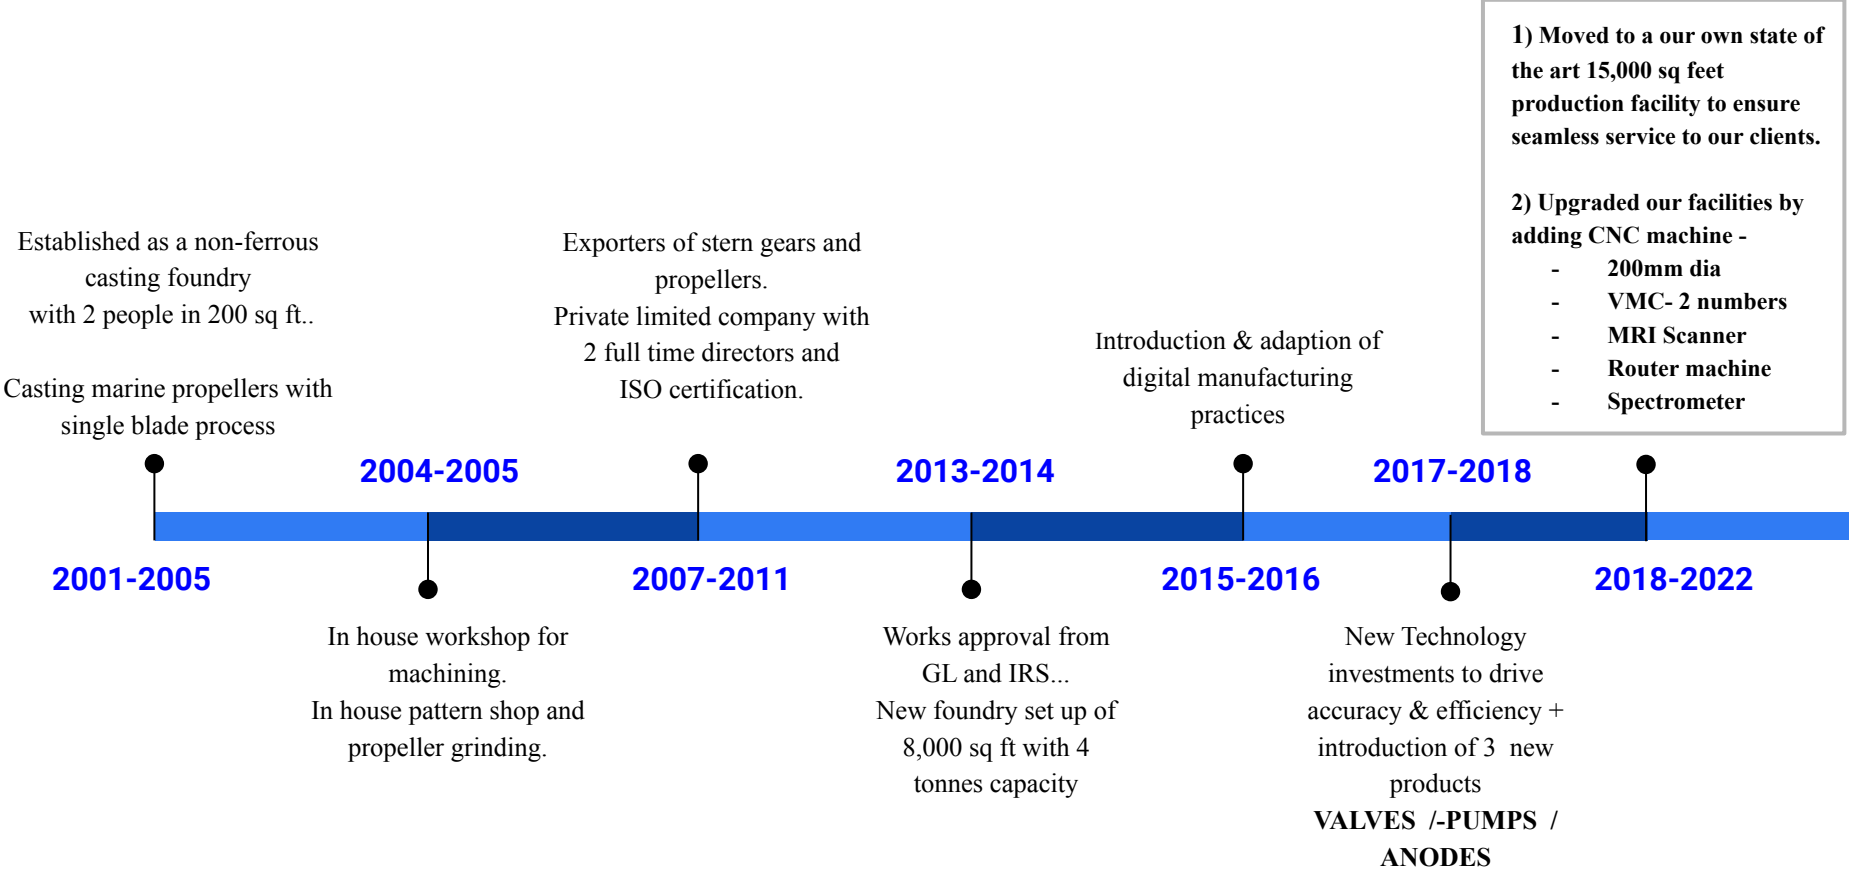 1) Moved to a our own state of
the art 15,000 sq feet
production facility to ensure
seamless service to our clients.
2) Upgraded our facilities by
adding CNC machine -
- 200mm dia
- VMC- 2 numbers
- MRI Scanner
- Router machine
- Spectrometer
Established as a non-ferrous
casting foundry
with 2 people in 200 sq ft..
Casting marine propellers with
single blade process
Exporters of stern gears and
propellers.
Private limited company with
2 full time directors and
ISO certification.
Introduction & adaption of
digital manufacturing
practices
2004-2005
2013-2014
2017-2018
2001-2005
2007-2011
2015-2016
2018-2022
In house workshop for
machining.
In house pattern shop and
propeller grinding.
Works approval from
GL and IRS...
New foundry set up of
8,000 sq ft with 4
tonnes capacity
New Technology
investments to drive
accuracy & efficiency +
introduction of 3 new
products
VALVES /-PUMPS /
ANODES